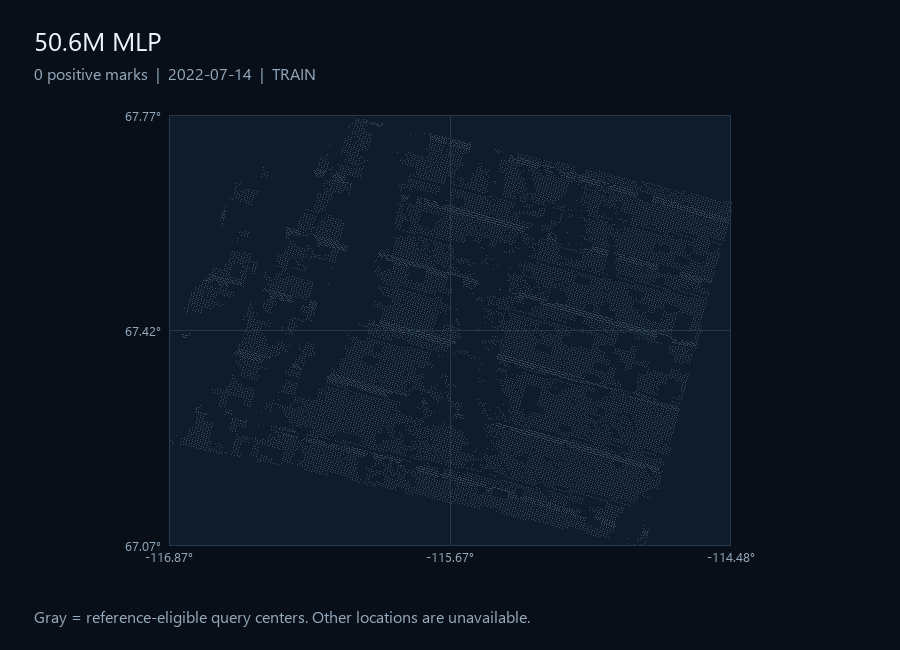 50.6M MLP
0 positive marks | 2022-07-14 | TRAIN
67.77°
67.42°
67.07°
-116.87°
-115.67°
-114.48°
Gray = reference-eligible query centers. Other locations are unavailable.